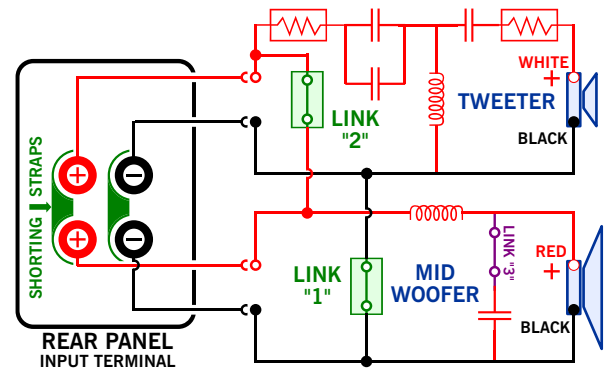 WHITE
+
TWEETER
BLACK
LINK
"2"
SHORTING STRAPS
+
−
+
−
LINK
"1"
MID
WOOFER
LINK "3"
RED
+
BLACK
REAR PANEL
INPUT TERMINAL